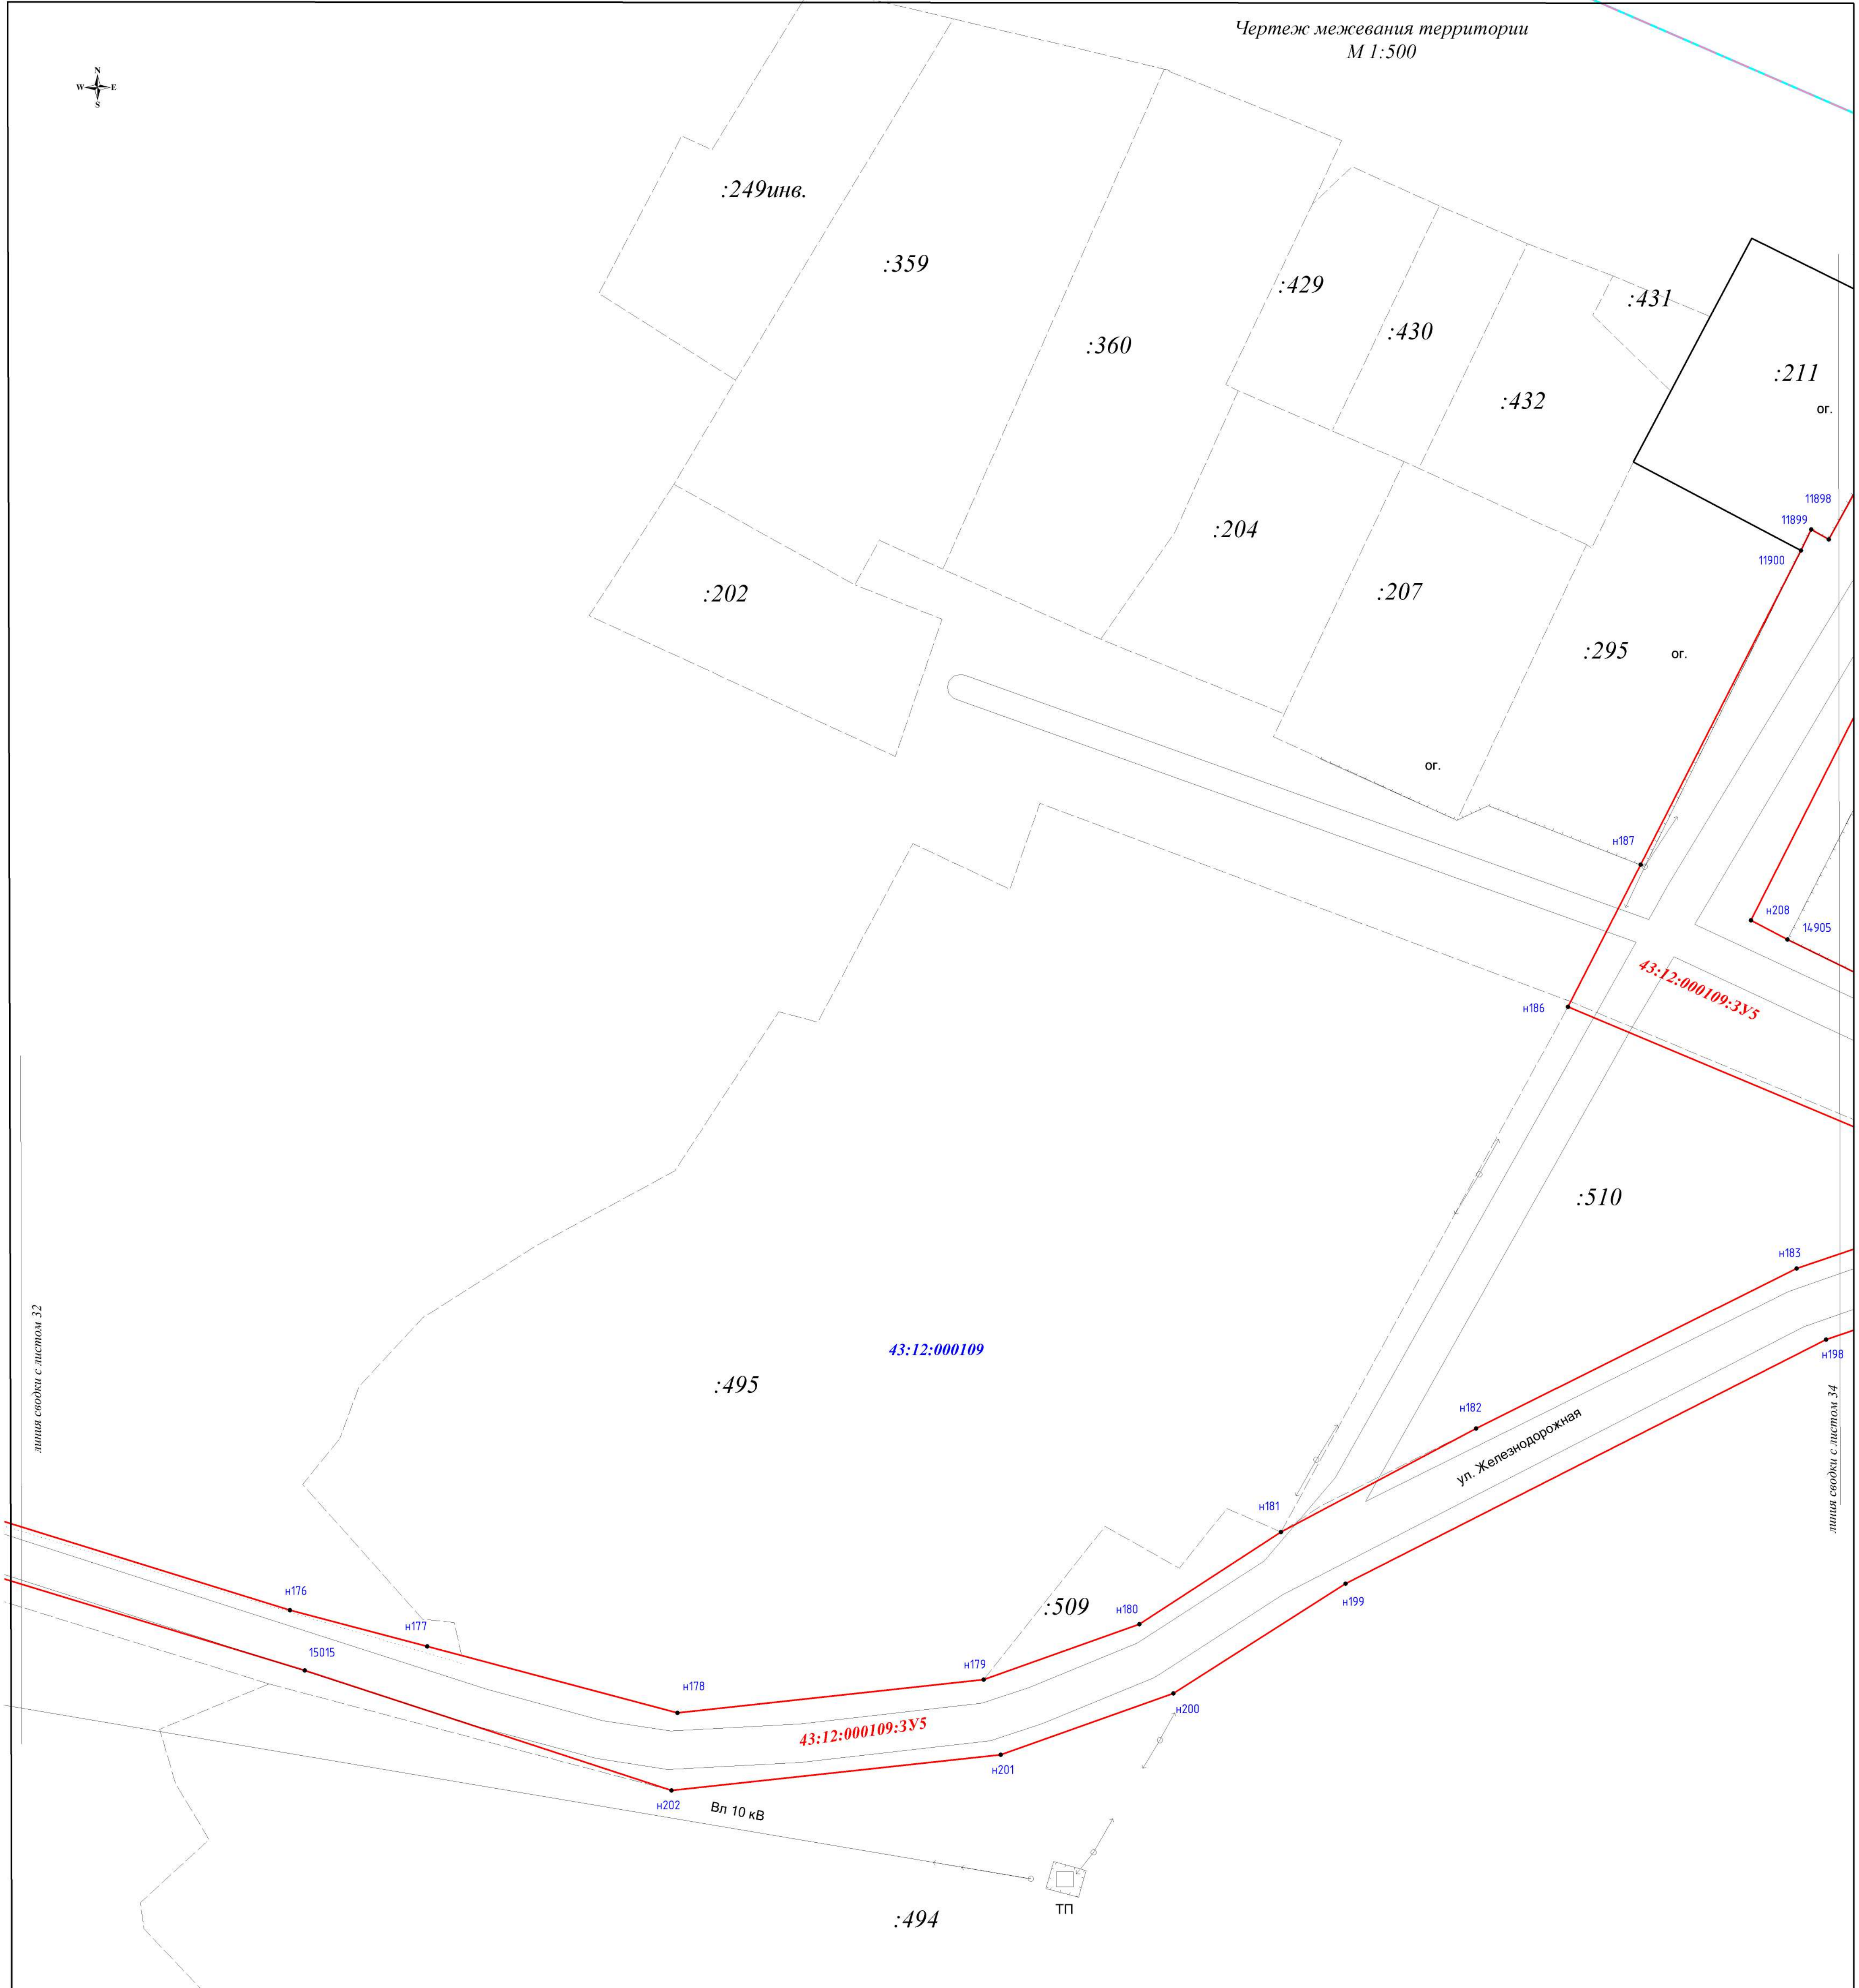 Чертеж межевания территории
М 1:500
N
W E
S
:249инв.
:359
:429
:431
:430
:360
:211
:432
ог.
11898
11899
:204
11900
:202
:207
:295
ог.
ог.
н187
н208
14905
43:12:000109:ЗУ5
н186
:510
н183
линия сводки с листом 32
43:12:000109
н198
:495
н182
линия сводки с листом 34
ул. Железнодорожная
н181
н176
н199
:509
н180
н177
15015
н179
н178
н200
43:12:000109:ЗУ5
н201
н202
Вл 10 кВ
ТП
:494